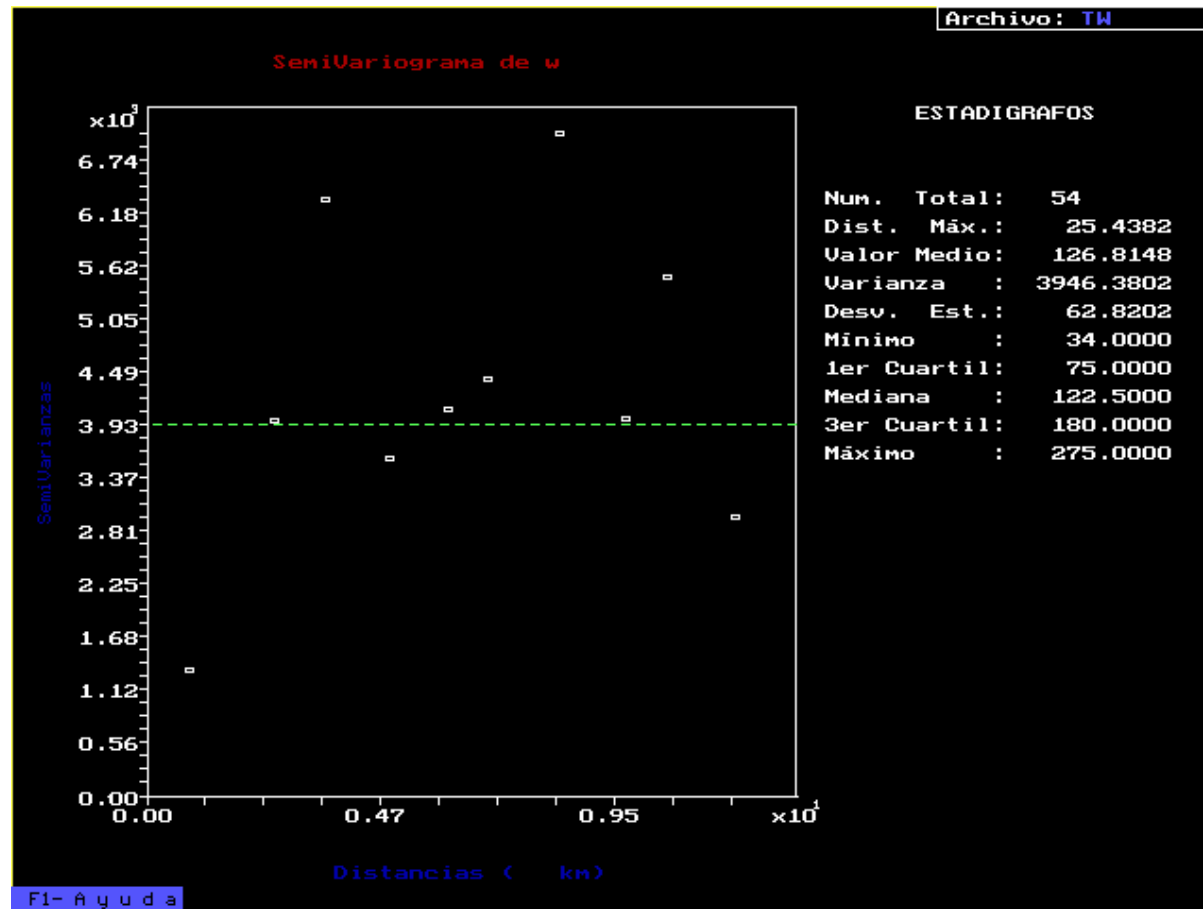 Archivo: TW
SemiVariograma de w
x10³
6.74
6.18
5.62
5.05
4.49
3.93
3.37
2.81
2.25
1.68
1.12
0.56
0.00
SemiVarianzas
0.00 0.47 0.95 x10¹
Distancias ( km)
ESTADIGRAFOS
Num. Total: 54
Dist. Máx.: 25.4382
Valor Medio: 126.8148
Varianza : 3946.3802
Desv. Est.: 62.8202
Mínimo : 34.0000
1er Cuartil: 75.0000
Mediana : 122.5000
3er Cuartil: 180.0000
Máximo : 275.0000
F1- A y u d a